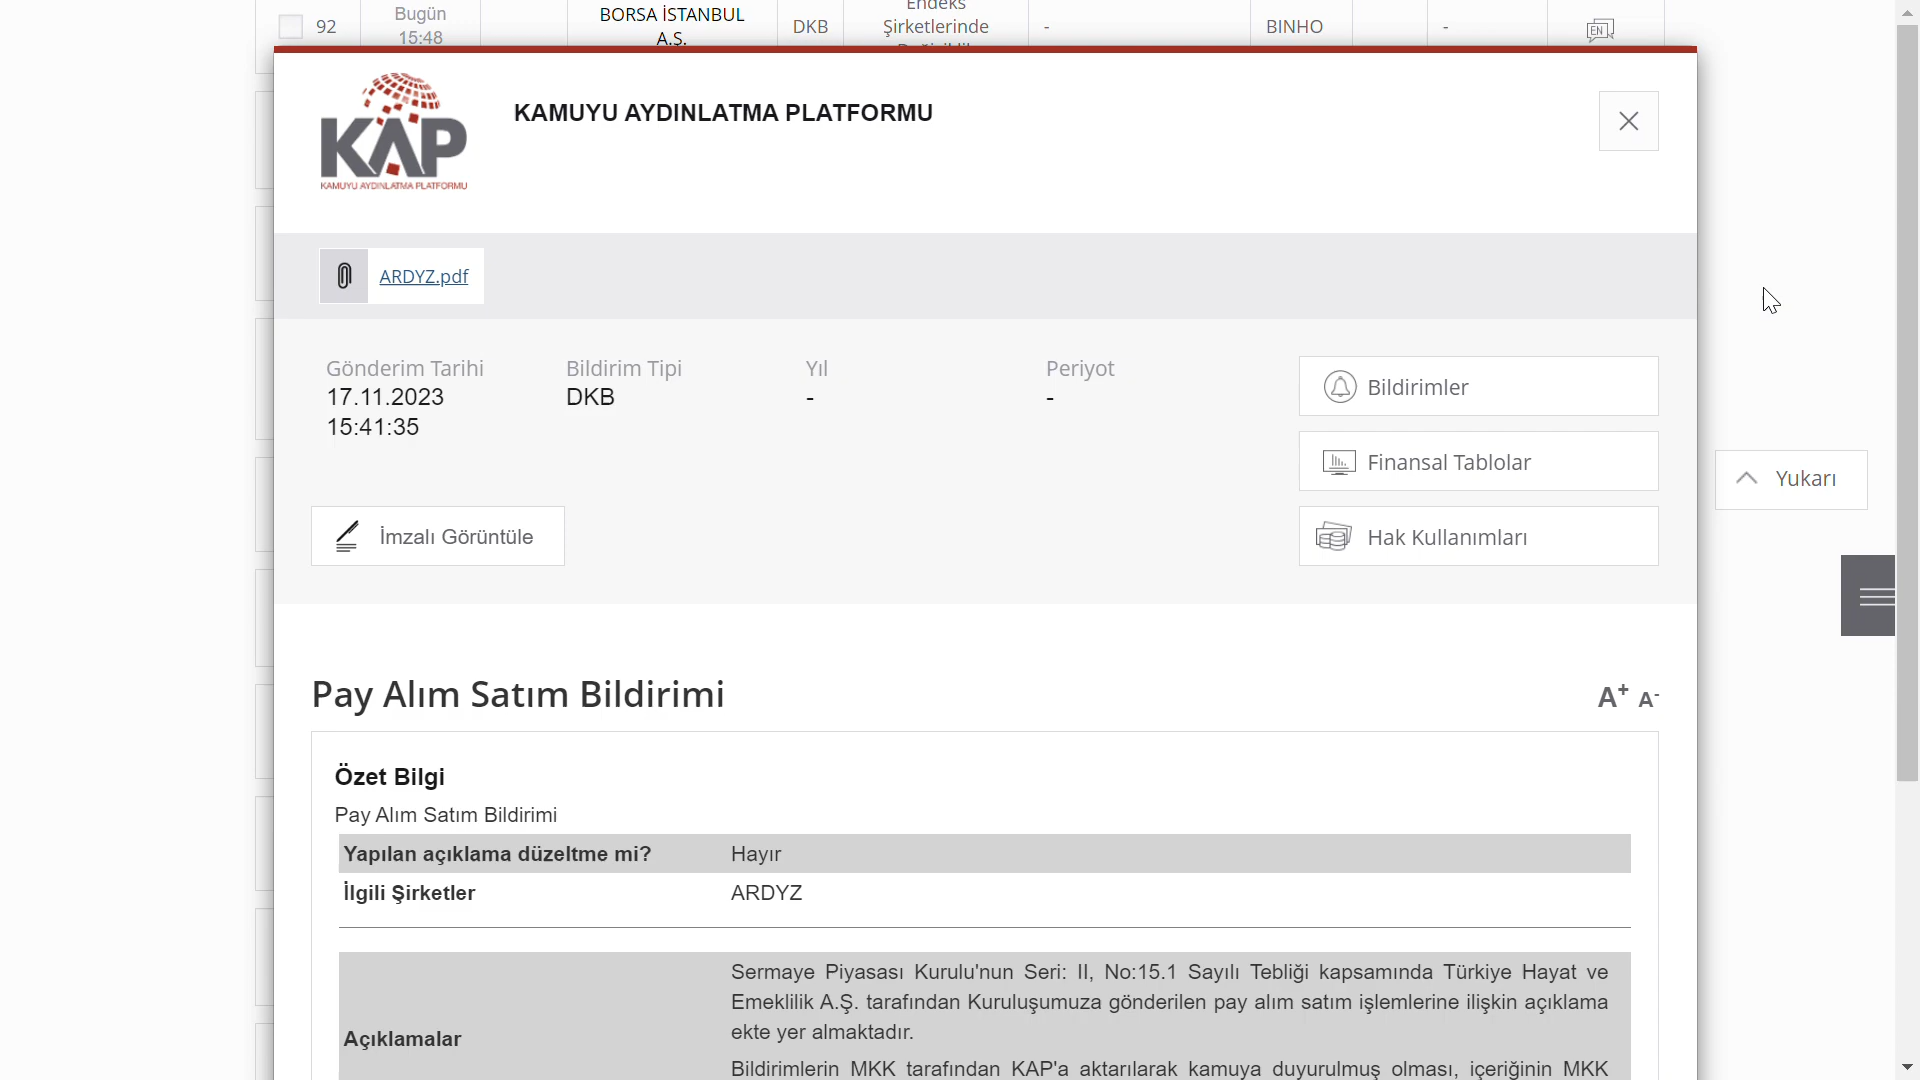 92
Bugün
15:48
BORSA İSTANBUL
A.Ş.
DKB
Endeks
Şirketlerinde
-
BINHO
-
EN
KAP
KAMUYU AYDINLATMA PLATFORMU
KAMUYU AYDINLATMA PLATFORMU
ARDYZ.pdf
Gönderim Tarihi
17.11.2023
15:41:35
Bildirim Tipi
DKB
Yıl
-
Periyot
-
Bildirimler
Finansal Tablolar
Hak Kullanımları
İmzalı Görüntüle
Yukarı
Pay Alım Satım Bildirimi
A+ A-
Özet Bilgi
Pay Alım Satım Bildirimi
Yapılan açıklama düzeltme mi? Hayır
İlgili Şirketler ARDYZ
Açıklamalar
Sermaye Piyasası Kurulu'nun Seri: II, No:15.1 Sayılı Tebliği kapsamında Türkiye Hayat ve
Emeklilik A.Ş. tarafından Kuruluşumuza gönderilen pay alım satım işlemlerine ilişkin açıklama
ekte yer almaktadır.
Bildirimlerin MKK tarafından KAP'a aktarılarak kamuya duyurulmuş olması, içeriğinin MKK